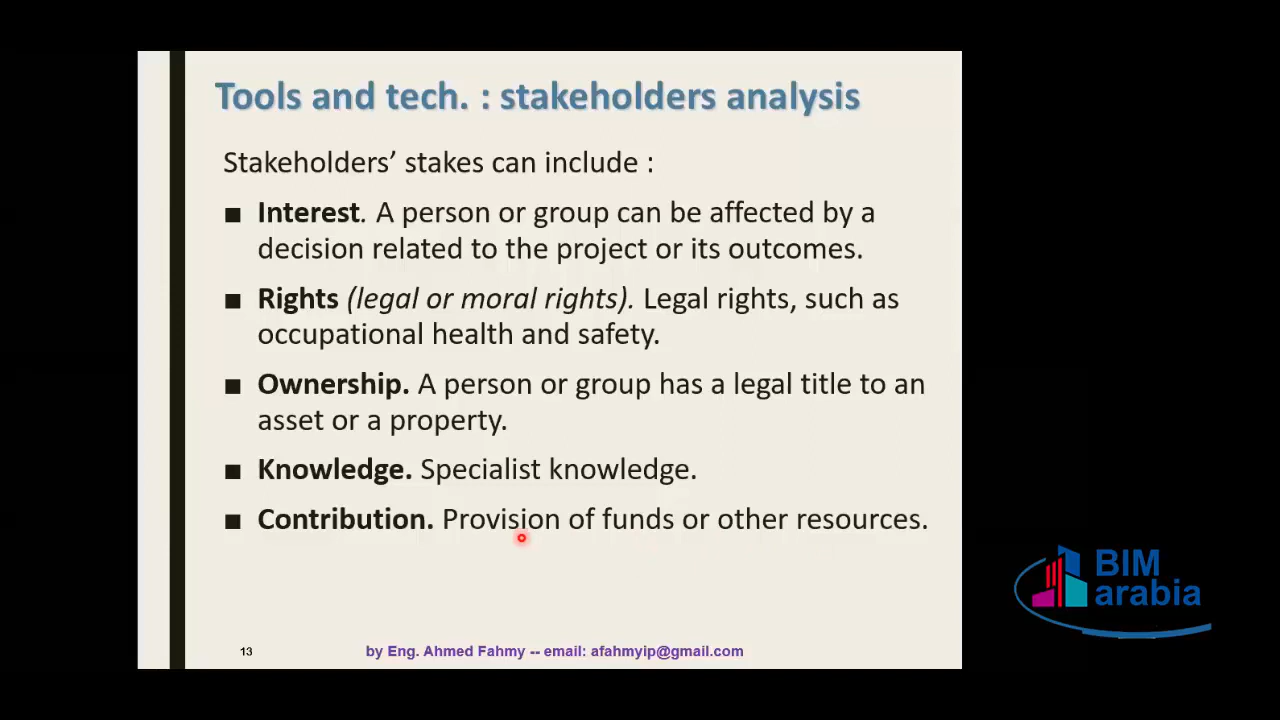 Tools and tech. : stakeholders analysis
Stakeholders’ stakes can include :
■ Interest. A person or group can be affected by a
decision related to the project or its outcomes.
■ Rights (legal or moral rights). Legal rights, such as
occupational health and safety.
■ Ownership. A person or group has a legal title to an
asset or a property.
■ Knowledge. Specialist knowledge.
■ Contribution. Provision of funds or other resources.
BIM
arabia
13
by Eng. Ahmed Fahmy -- email: afahmyip@gmail.com